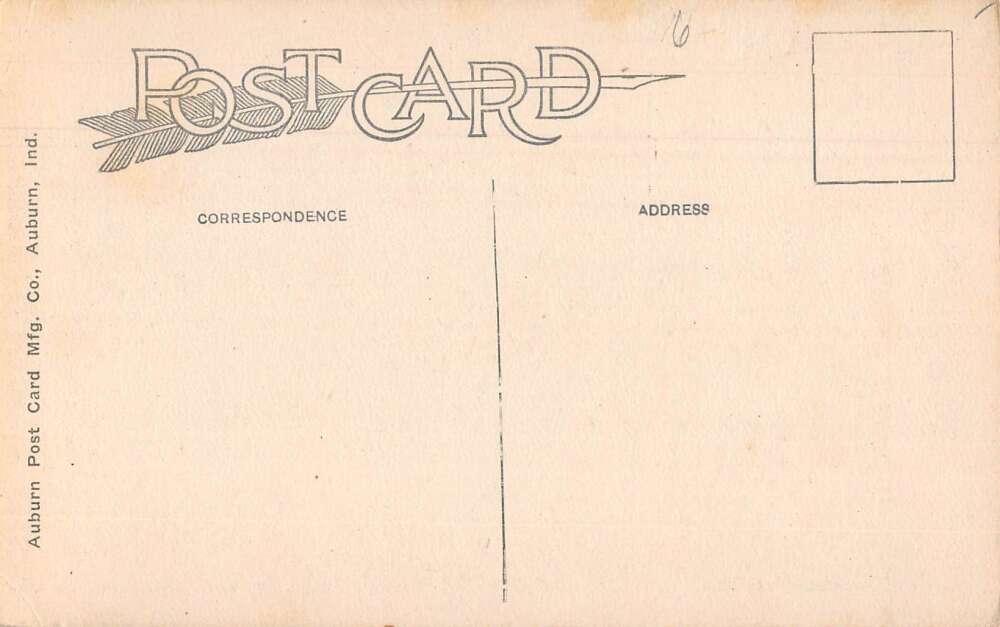 6
POST CARD
CORRESPONDENCE
ADDRESS
Auburn Post Card Mfg. Co., Auburn, Ind.